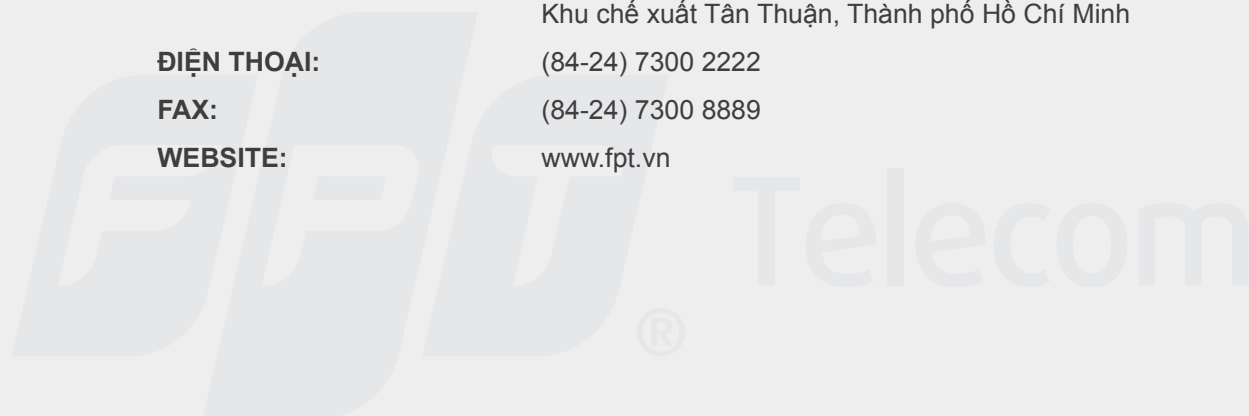 Khu chế xuất Tân Thuận, Thành phố Hồ Chí Minh
ĐIỆN THOẠI: (84-24) 7300 2222
FAX: (84-24) 7300 8889
WEBSITE: www.fpt.vn
FPT Telecom
®